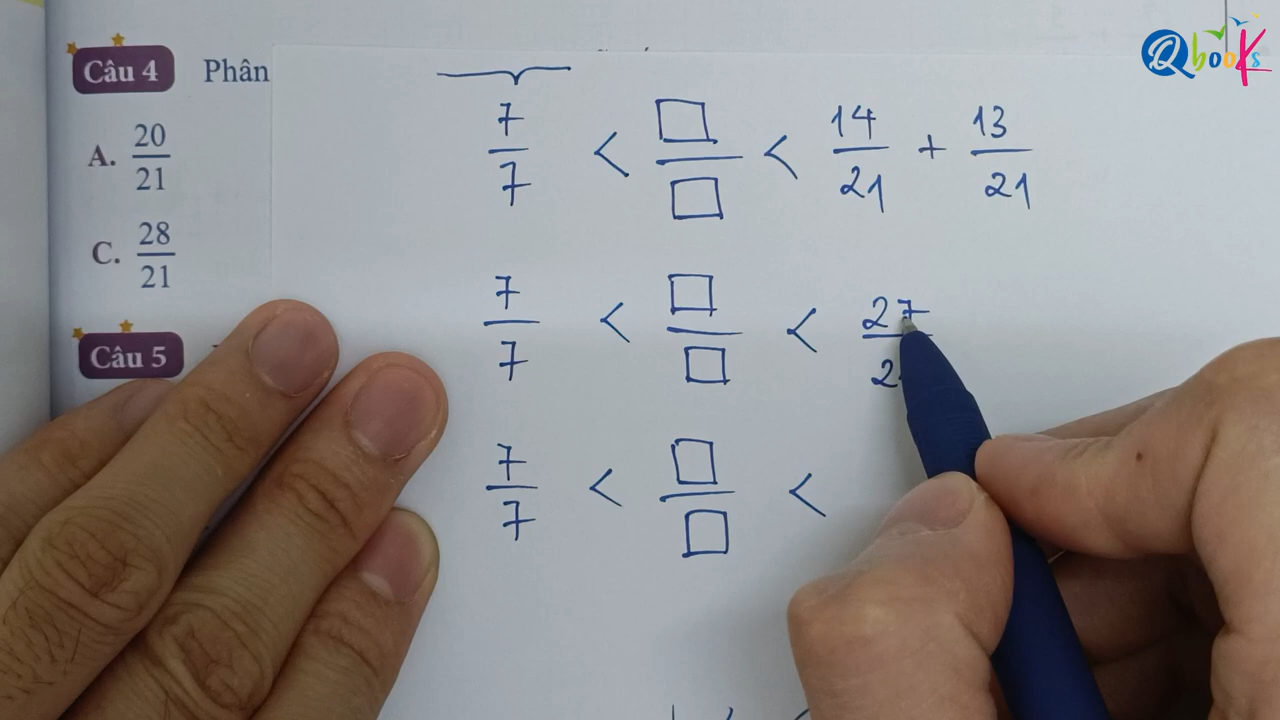 Qbooks
Câu 4 Phân
A. 20/21
C. 28/21
Câu 5
7/7 < □/□ < 14/21 + 13/21
7/7 < □/□ < 27/2
7/7 < □/□ <